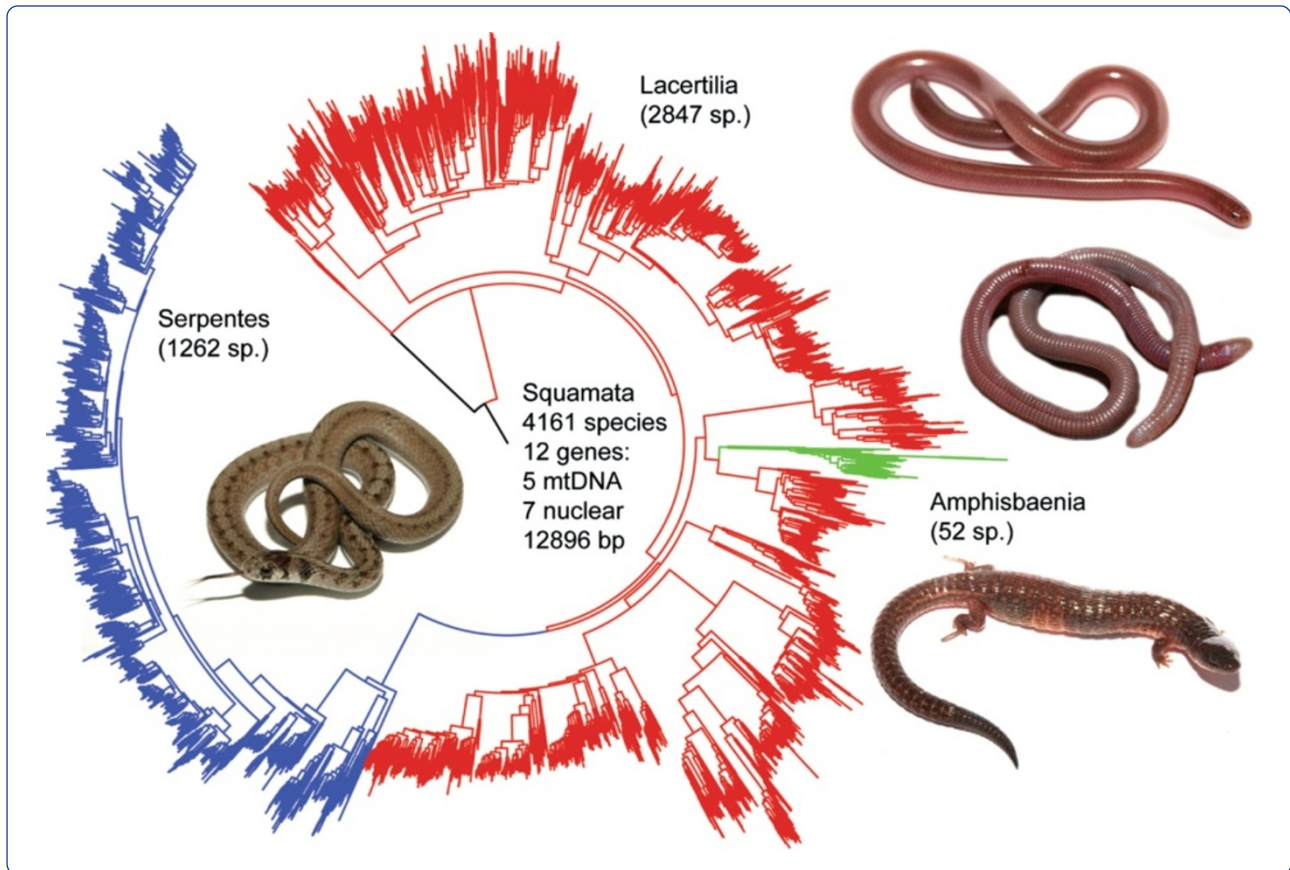 Lacertilia
(2847 sp.)
Serpentes
(1262 sp.)
Squamata
4161 species
12 genes:
5 mtDNA
7 nuclear
12896 bp
Amphisbaenia
(52 sp.)